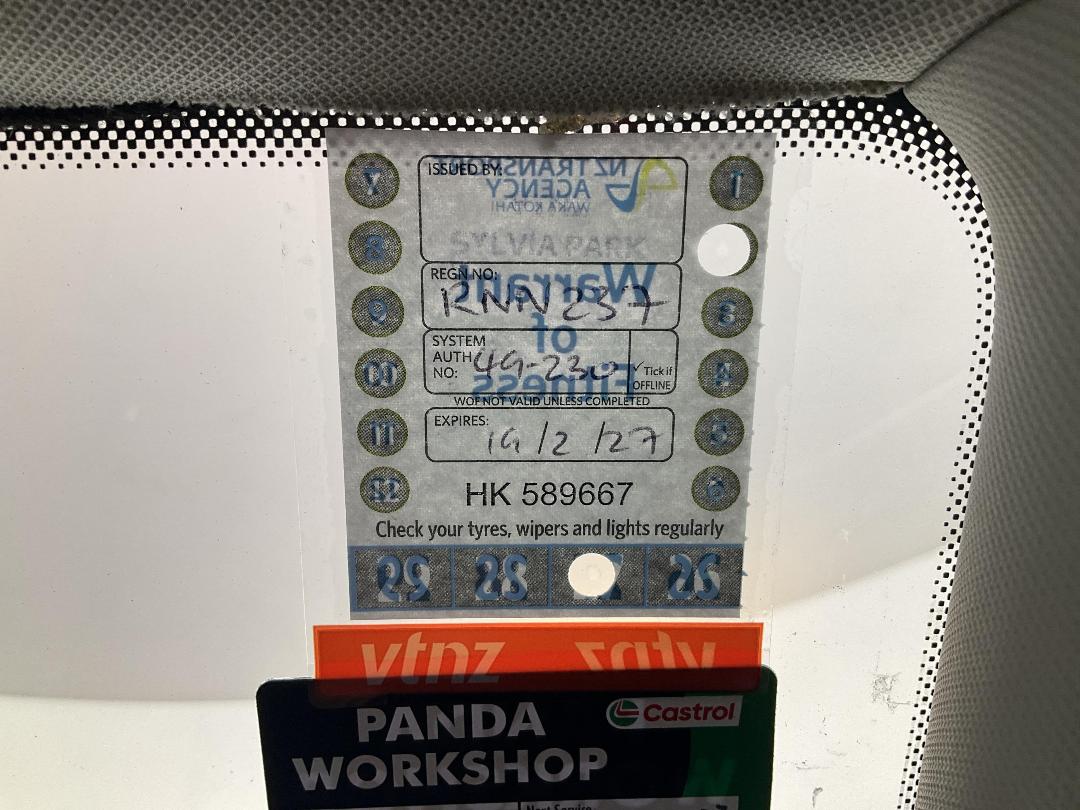 ISSUED BY:
NZ TRANSPORT
AGENCY
WAKA KOTAHI
SYLVIA PARK
REGN NO:
RNN237
Warrant
of
Fitness
SYSTEM
AUTH
NO: 49-230
✓ Tick if
OFFLINE
WOF NOT VALID UNLESS COMPLETED
EXPIRES:
19/2/27
7 1
8
9 3
10 4
11 5
12 6
HK 589667
Check your tyres, wipers and lights regularly
29 28 26
vtnz vtnz
PANDA Castrol
WORKSHOP
Next Service